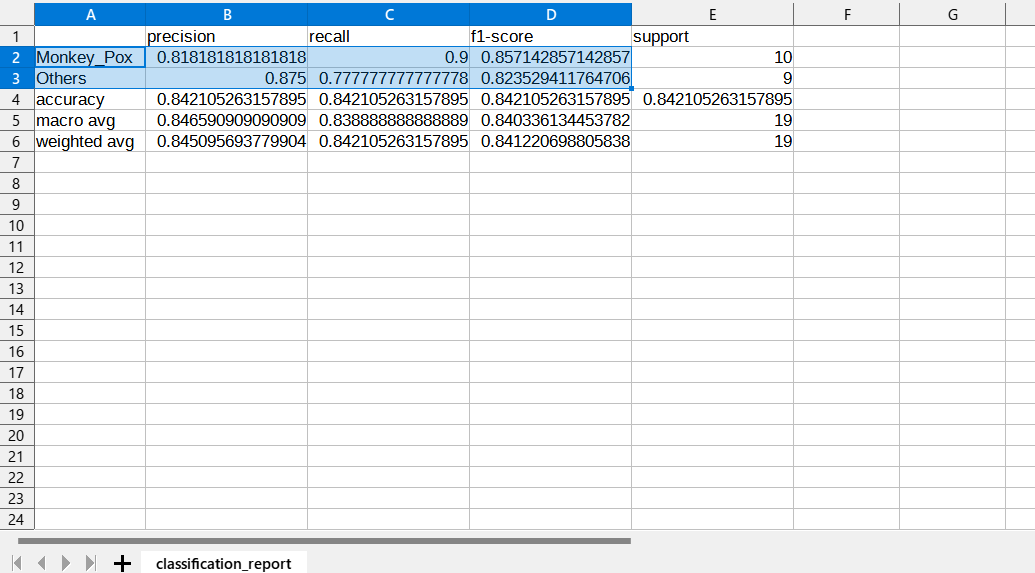 A B C D E F G
1 precision recall f1-score support
2 Monkey_Pox 0.818181818181818 0.9 0.857142857142857 10
3 Others 0.875 0.777777777777778 0.823529411764706 9
4 accuracy 0.842105263157895 0.842105263157895 0.842105263157895 0.842105263157895
5 macro avg 0.846590909090909 0.838888888888889 0.840336134453782 19
6 weighted avg 0.845095693779904 0.842105263157895 0.841220698805838 19
7
8
9
10
11
12
13
14
15
16
17
18
19
20
21
22
23
24
classification_report